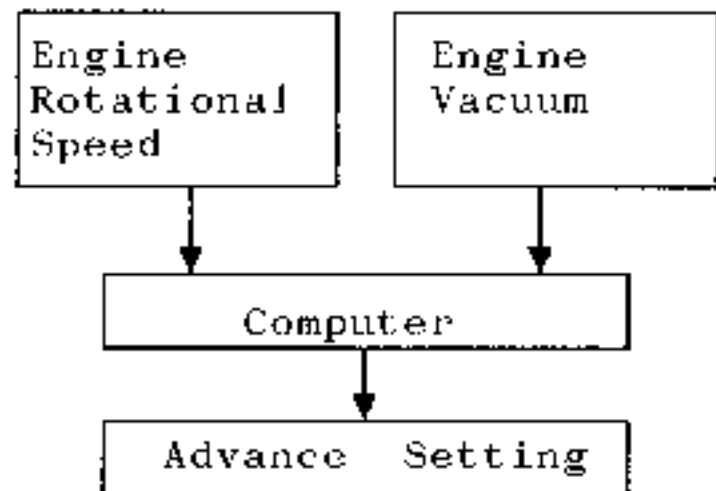 Engine
Rotational
Speed
Engine
Vacuum
Computer
Advance Setting